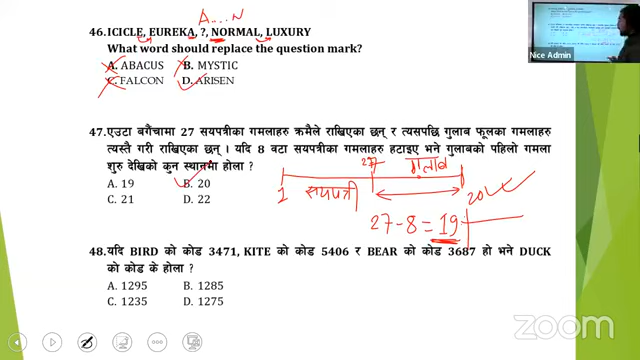 A....N
46. ICICLE, EUREKA, ?, NORMAL, LUXURY
What word should replace the question mark?
A. ABACUS B. MYSTIC
C. FALCON D. ARISEN
47. एउटा बगैंचामा 27 सयपत्रीका गमलाहरु क्रमैले राखिएका छन् र त्यसपछि गुलाब फूलका गमलाहरु
त्यस्तै गरी राखिएका छन् । यदि 8 वटा सयपत्रीका गमलाहरु हटाइए भने गुलाबको पहिलो गमला
शुरु देखिको कुन स्थानमा होला ?
A. 19 B. 20
C. 21 D. 22
27 गुलाब
1 सयपत्री
20
27-8=19
48. यदि BIRD को कोड 3471, KITE को कोड 5406 र BEAR को कोड 3687 हो भने DUCK
को कोड के होला ?
A. 1295 B. 1285
C. 1235 D. 1275
Nice Admin
zoom